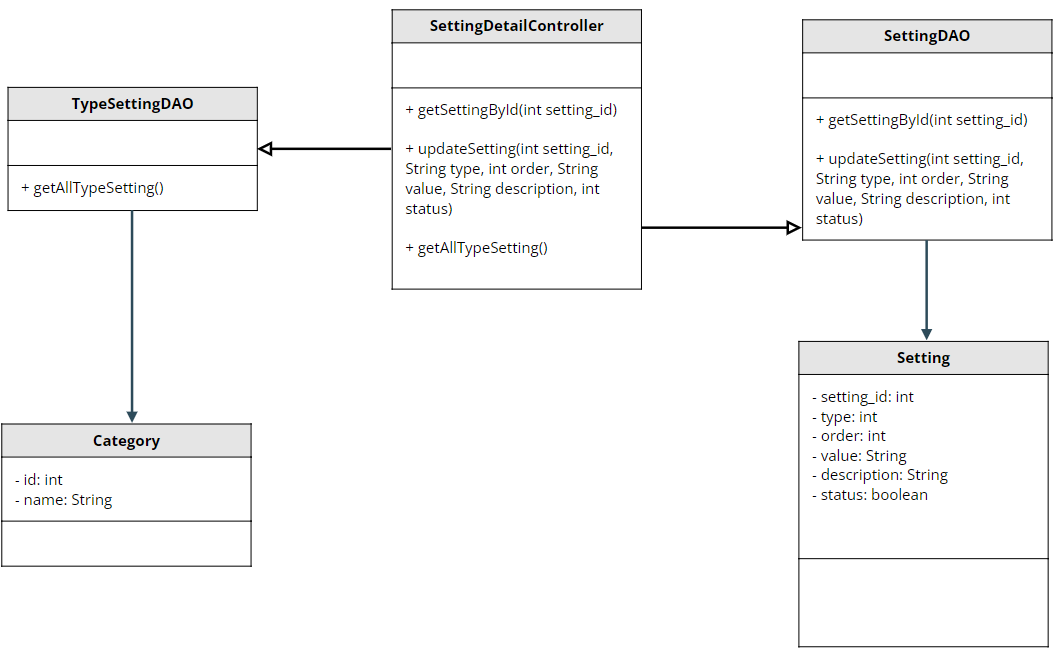 SettingDetailController
+ getSettingById(int setting_id)
+ updateSetting(int setting_id,
String type, int order, String
value, String description, int
status)
+ getAllTypeSetting()
SettingDAO
+ getSettingById(int setting_id)
+ updateSetting(int setting_id,
String type, int order, String
value, String description, int
status)
TypeSettingDAO
+ getAllTypeSetting()
Category
- id: int
- name: String
Setting
- setting_id: int
- type: int
- order: int
- value: String
- description: String
- status: boolean